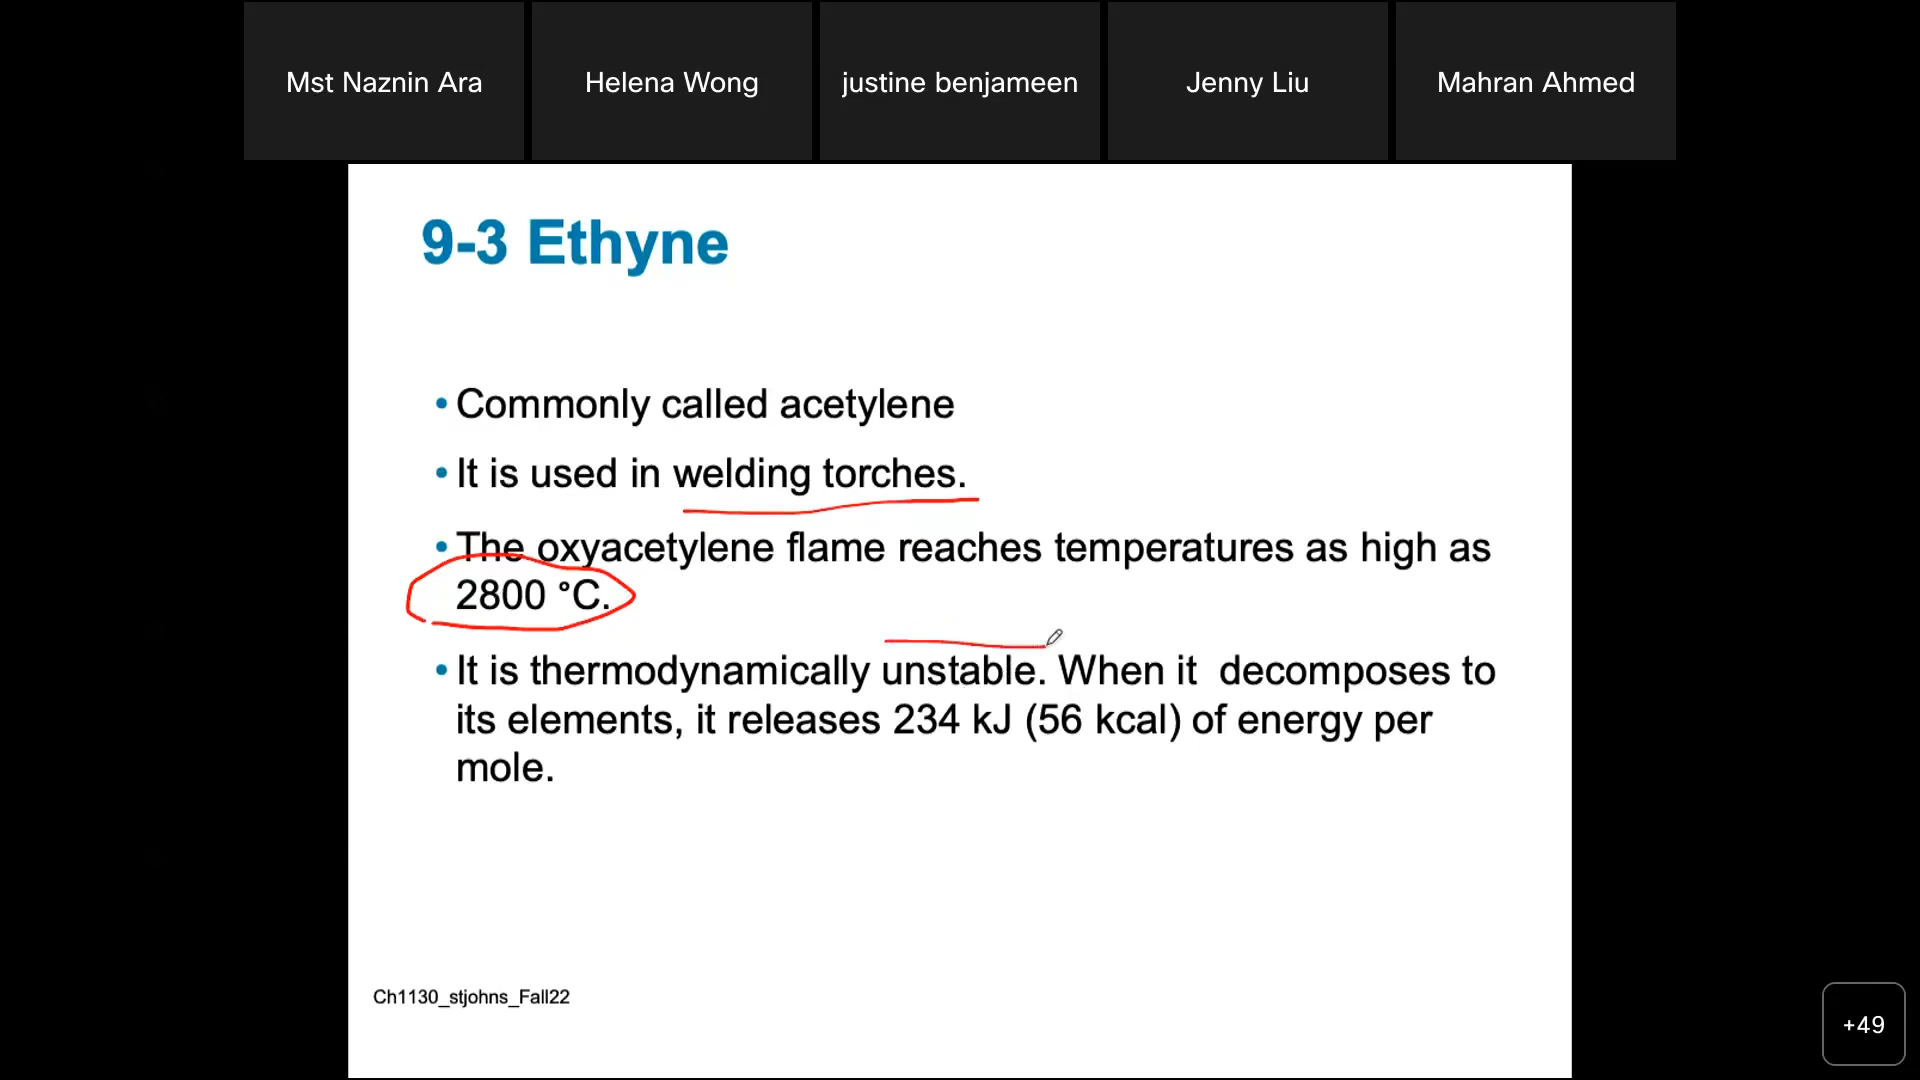 Mst Naznin Ara
Helena Wong
justine benjameen
Jenny Liu
Mahran Ahmed
9-3 Ethyne
• Commonly called acetylene
• It is used in welding torches.
• The oxyacetylene flame reaches temperatures as high as
2800 °C.
• It is thermodynamically unstable. When it  decomposes to
its elements, it releases 234 kJ (56 kcal) of energy per
mole.
Ch1130_stjohns_Fall22
+49